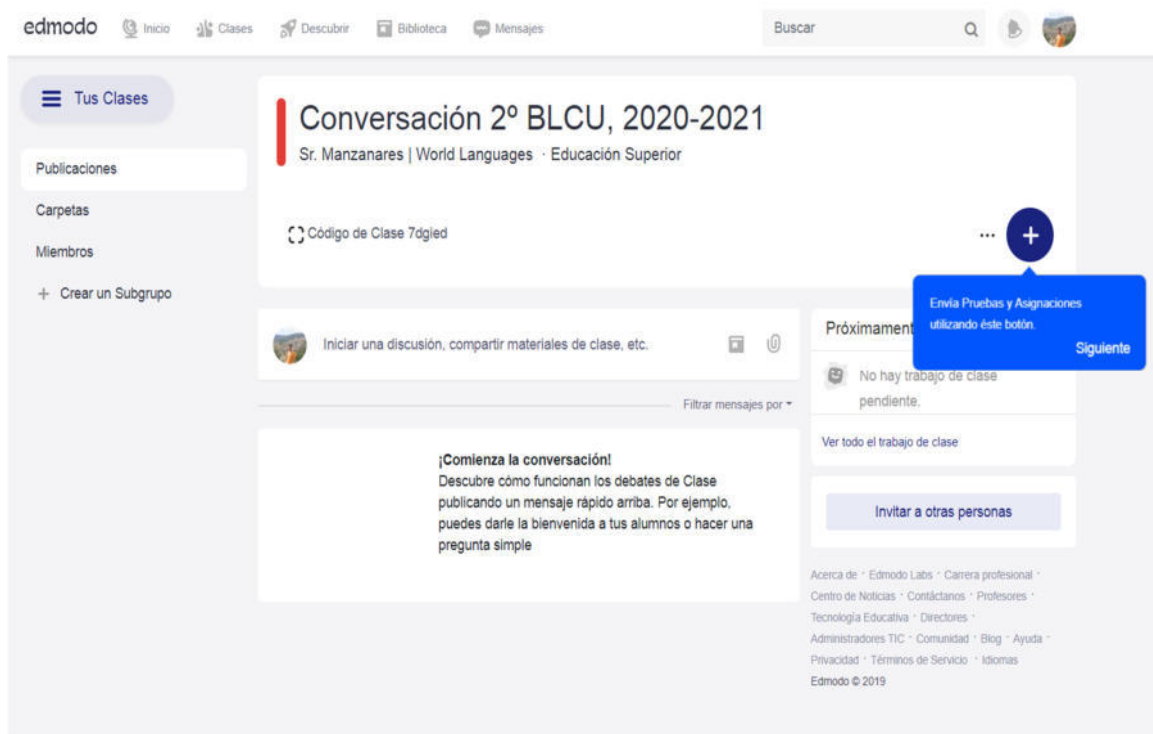 edmodo Inicio Clases Descubrir Biblioteca Mensajes Buscar
Tus Clases
Publicaciones
Carpetas
Miembros
+ Crear un Subgrupo
Conversación 2º BLCU, 2020-2021
Sr. Manzanares | World Languages · Educación Superior
Código de Clase 7dgied
... +
Envía Pruebas y Asignaciones
utilizando éste botón.
Siguiente
Iniciar una discusión, compartir materiales de clase, etc.
Filtrar mensajes por
¡Comienza la conversación!
Descubre cómo funcionan los debates de Clase
publicando un mensaje rápido arriba. Por ejemplo,
puedes darle la bienvenida a tus alumnos o hacer una
pregunta simple
Próximament
No hay trabajo de clase
pendiente.
Ver todo el trabajo de clase
Invitar a otras personas
Acerca de · Edmodo Labs · Carrera profesional ·
Centro de Noticias · Contáctanos · Profesores ·
Tecnología Educativa · Directores ·
Administradores TIC · Comunidad · Blog · Ayuda ·
Privacidad · Términos de Servicio · Idiomas
Edmodo © 2019